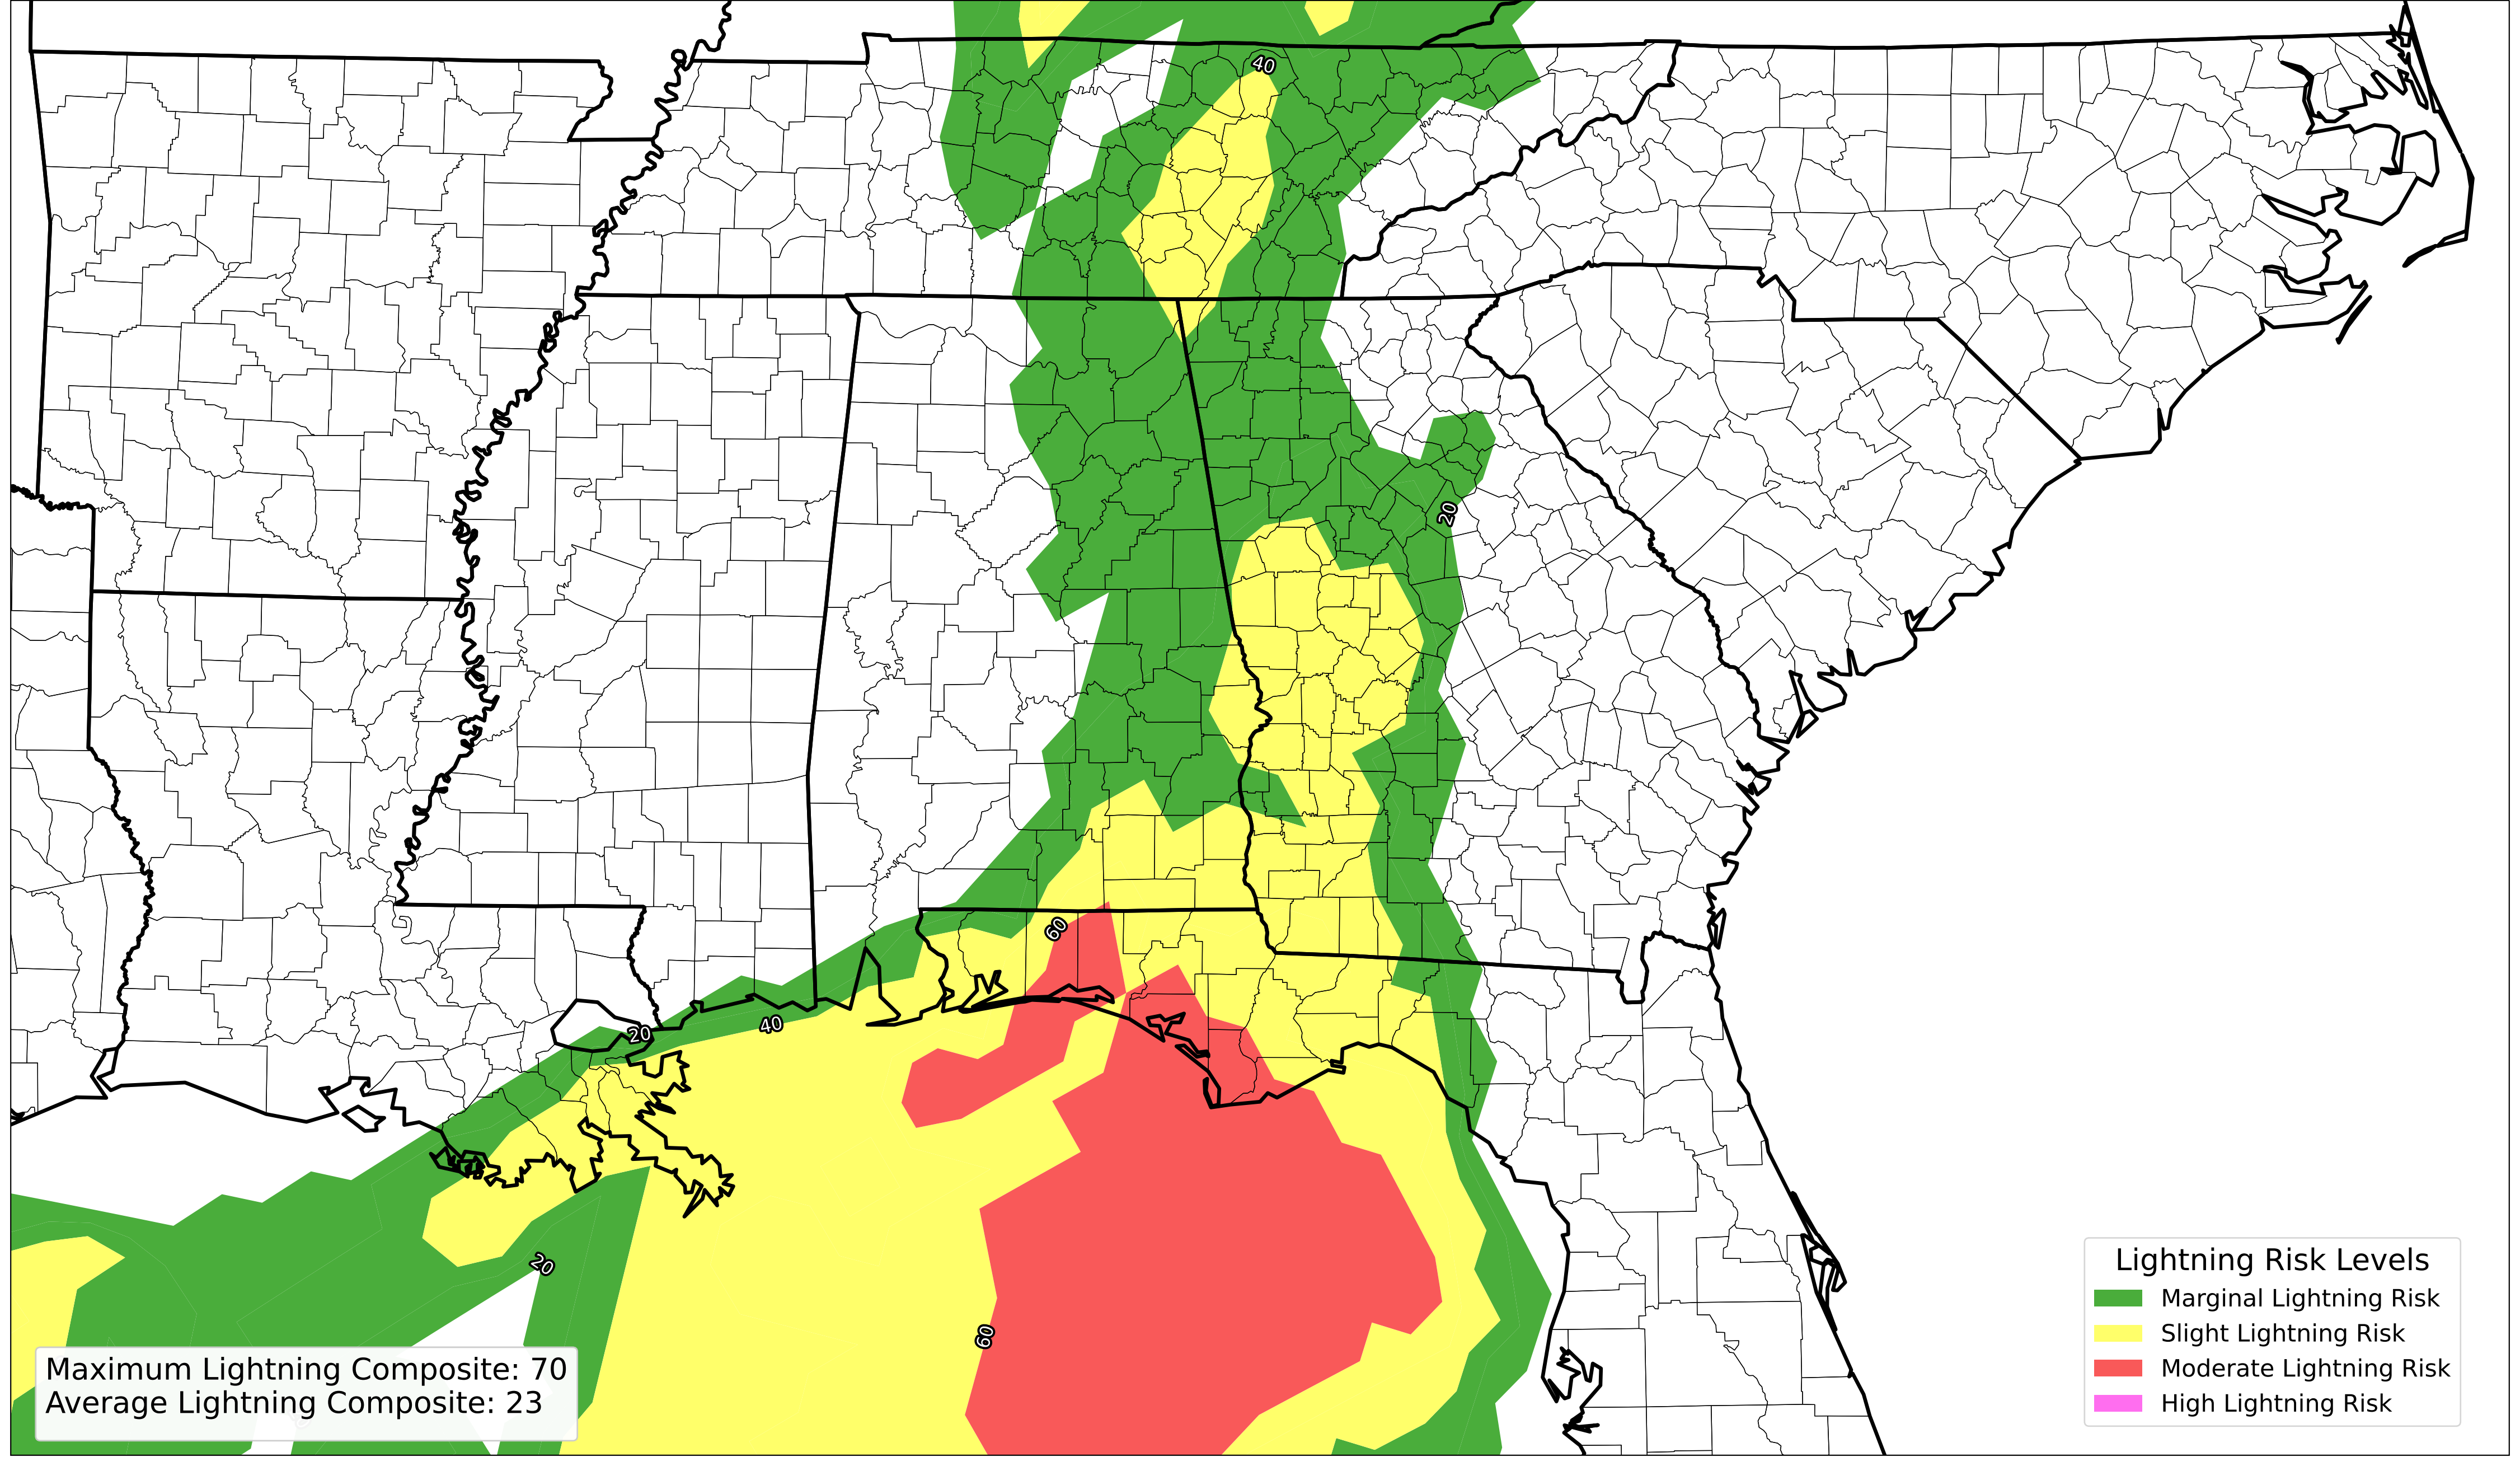 40
20
60
20
40
20
60
Lightning Risk Levels
Marginal Lightning Risk
Slight Lightning Risk
Moderate Lightning Risk
High Lightning Risk
Maximum Lightning Composite: 70
Average Lightning Composite: 23